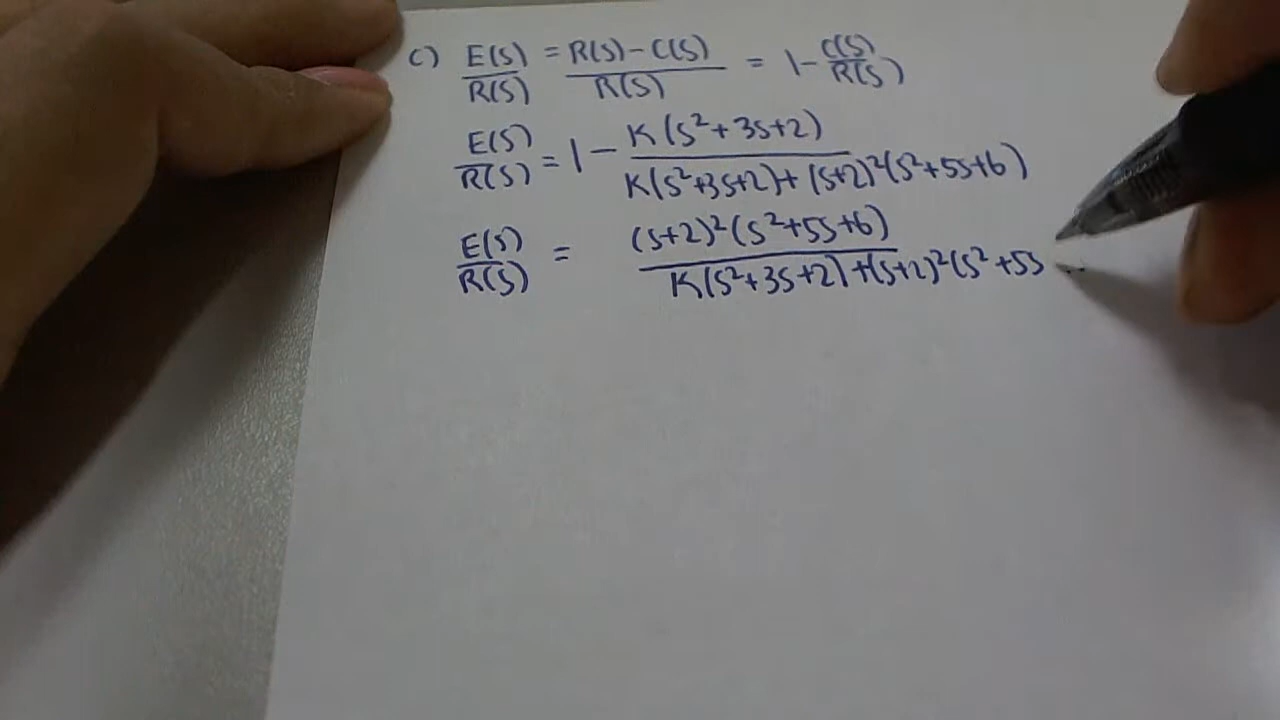 c) E(S)/R(S) = R(S) - C(S)/R(S) = 1 - C(S)/R(S)
E(S)/R(S) = 1 - K(s²+3s+2)/K(s²+3s+2)+(s+2)²(s²+5s+6)
E(S)/R(S) = (s+2)²(s²+5s+6)/K(s²+3s+2)+(s+2)²(s²+5s